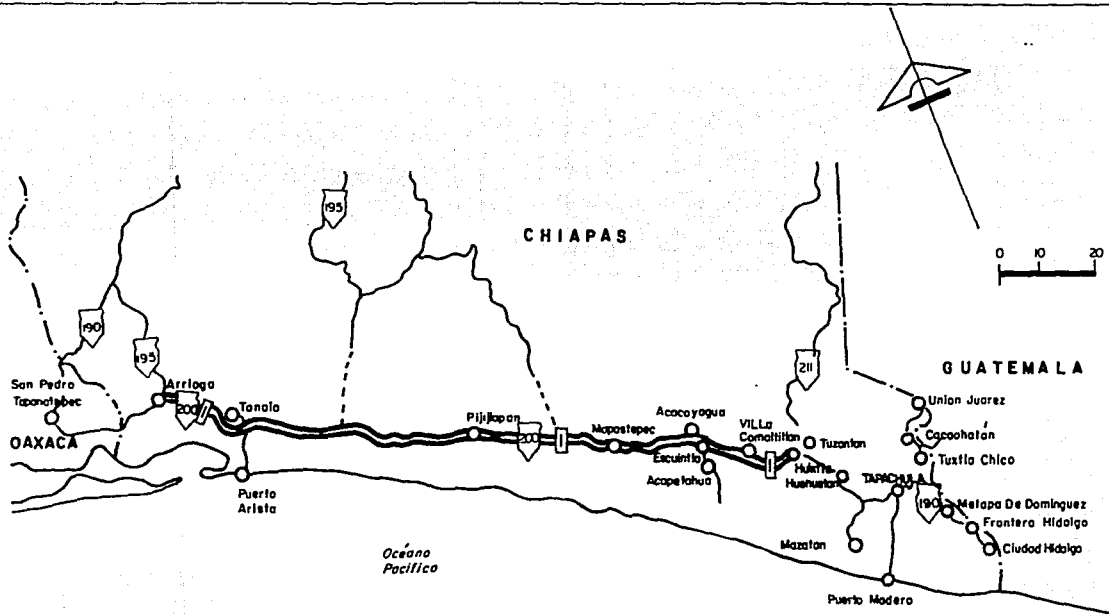 195
CHIAPAS
0 10 20
190
195
211
GUATEMALA
San Pedro
Tapanatepec
Arriaga
200
Tonala
Pijijiapan
200
Mapastepec
Acacoyagua
Escuintla
Acapetahua
VILLa
Comaltitlan
Tuzantan
Huixtla
Huehuetan
Union Juarez
Cacaohatán
Tuxtla Chico
TAPACHULA
190
Metapa De Dominguez
Frontera Hidalgo
Ciudad Hidalgo
OAXACA
Puerto
Arista
Mazatan
Océano
Pacífico
Puerto Madero